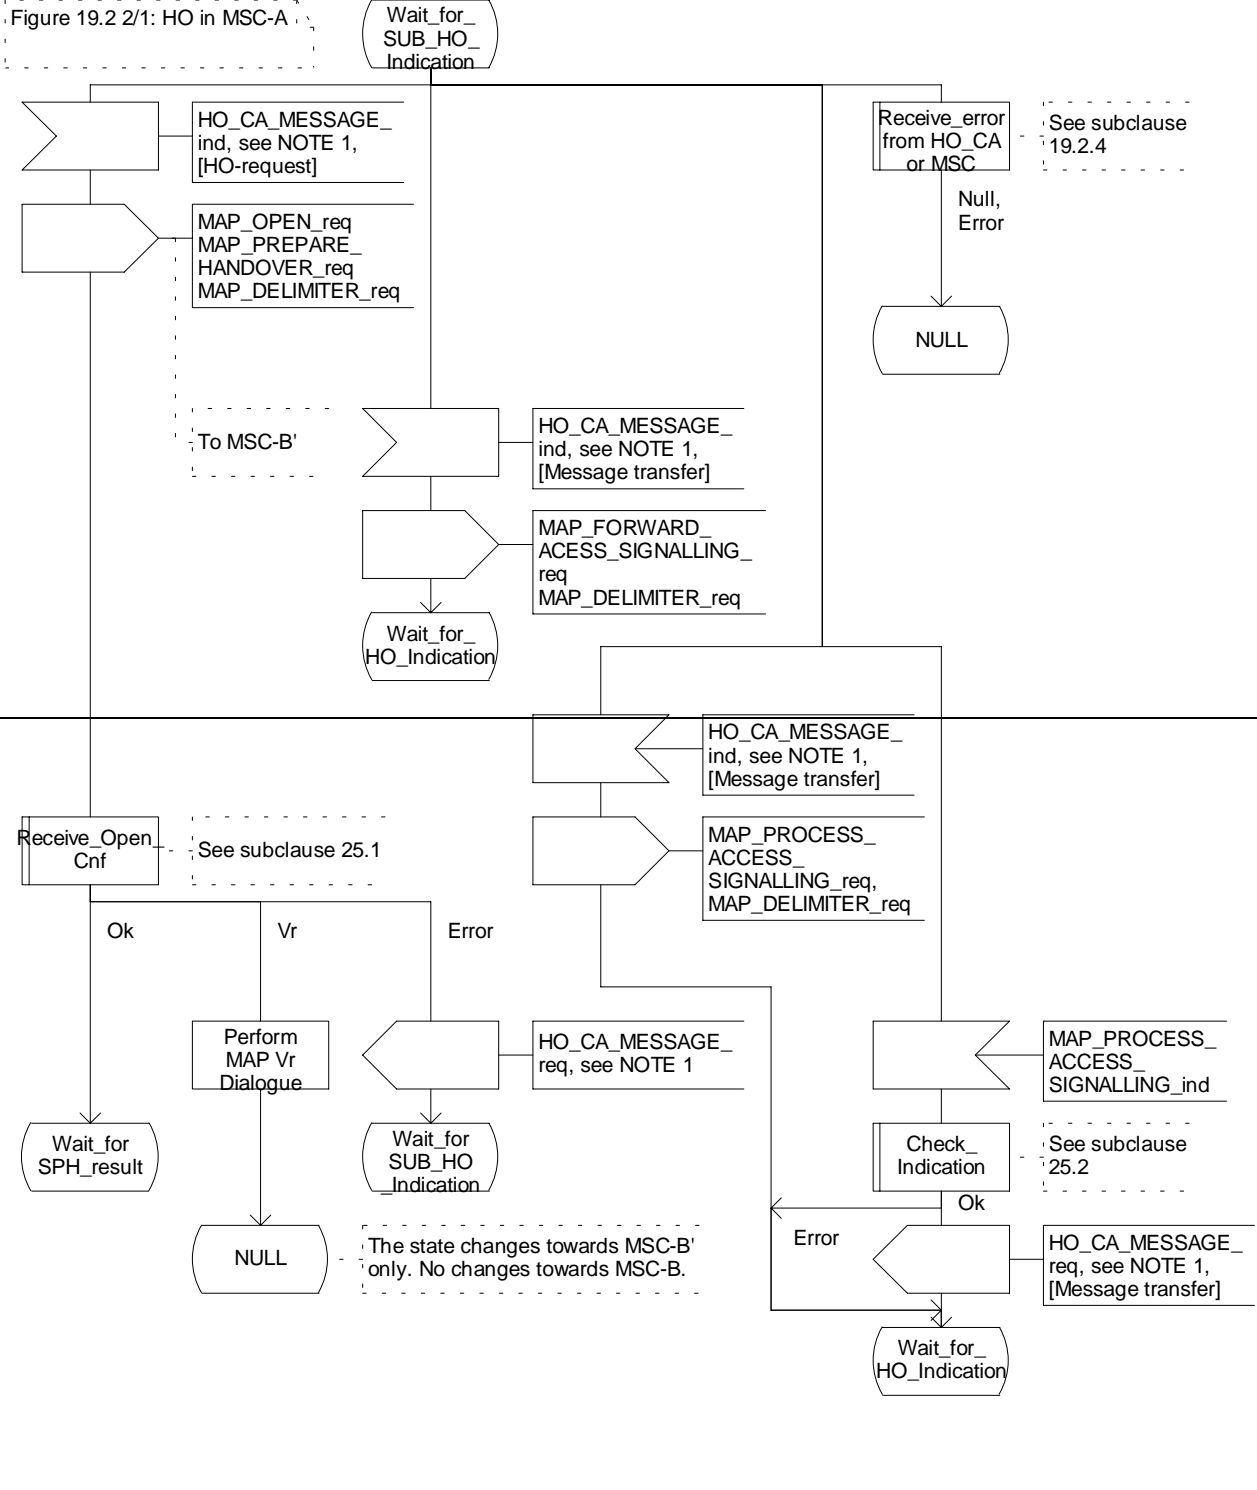 Figure 19.2 2/1: HO in MSC-A
Wait_for_
SUB_HO_
Indication
HO_CA_MESSAGE_
ind, see NOTE 1,
[HO-request]
Receive_error
from HO_CA
or MSC
See subclause
19.2.4
Null,
Error
MAP_OPEN_req
MAP_PREPARE_
HANDOVER_req
MAP_DELIMITER_req
NULL
To MSC-B'
HO_CA_MESSAGE_
ind, see NOTE 1,
[Message transfer]
MAP_FORWARD_
ACESS_SIGNALLING_
req
MAP_DELIMITER_req
Wait_for_
HO_Indication
HO_CA_MESSAGE_
ind, see NOTE 1,
[Message transfer]
Receive_Open_
Cnf
See subclause 25.1
MAP_PROCESS_
ACCESS_
SIGNALLING_req,
MAP_DELIMITER_req
Ok
Vr
Error
Perform
MAP Vr
Dialogue
HO_CA_MESSAGE_
req, see NOTE 1
MAP_PROCESS_
ACCESS_
SIGNALLING_ind
Wait_for
SPH_result
Wait_for
SUB_HO
_Indication
Check_
Indication
See subclause
25.2
Ok
Error
NULL
The state changes towards MSC-B'
only. No changes towards MSC-B.
HO_CA_MESSAGE_
req, see NOTE 1,
[Message transfer]
Wait_for_
HO_Indication